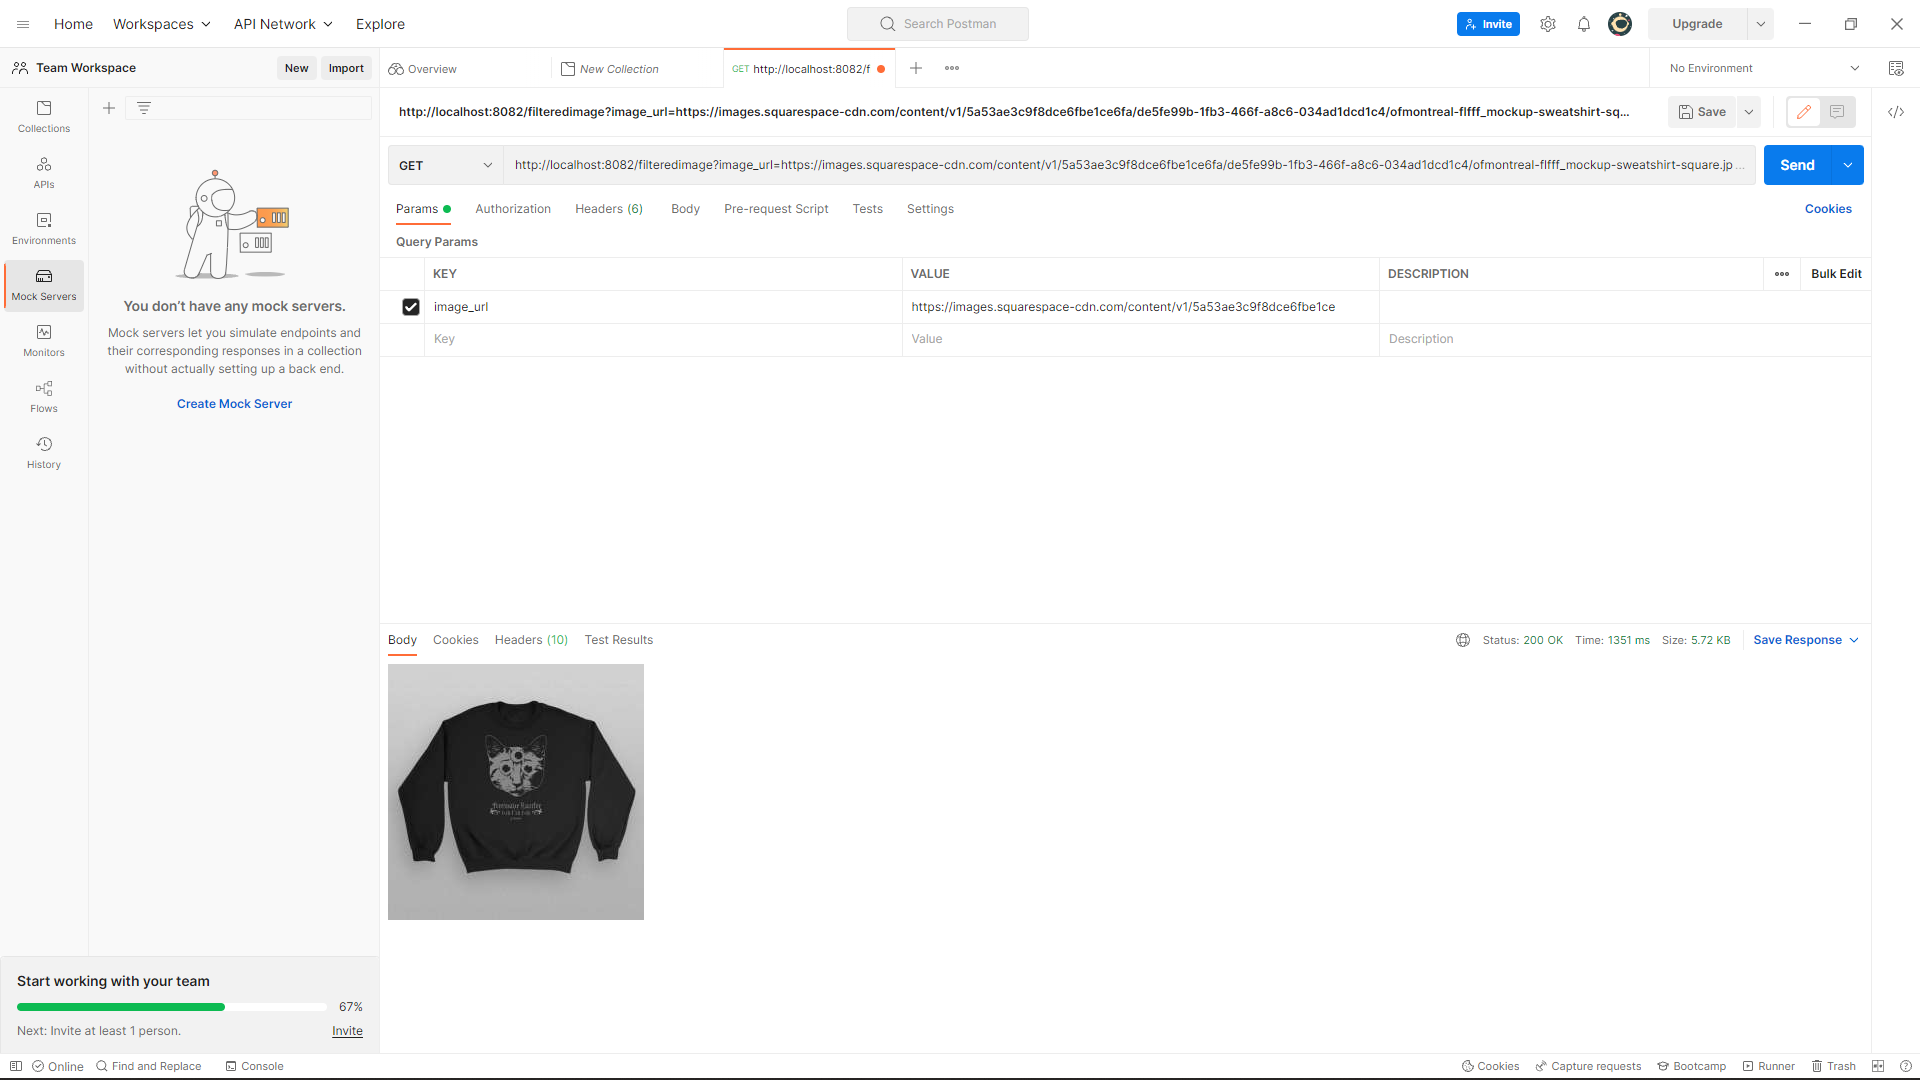 Home Workspaces API Network Explore
Search Postman
Invite
Upgrade
Team Workspace New Import
Overview
New Collection
GET http://localhost:8082/f
No Environment
http://localhost:8082/filteredimage?image_url=https://images.squarespace-cdn.com/content/v1/5a53ae3c9f8dce6fbe1ce6fa/de5fe99b-1fb3-466f-a8c6-034ad1dcd1c4/ofmontreal-flfff_mockup-sweatshirt-sq...
Save
GET
http://localhost:8082/filteredimage?image_url=https://images.squarespace-cdn.com/content/v1/5a53ae3c9f8dce6fbe1ce6fa/de5fe99b-1fb3-466f-a8c6-034ad1dcd1c4/ofmontreal-flfff_mockup-sweatshirt-square.jp ...
Send
Params Authorization Headers (6) Body Pre-request Script Tests Settings
Cookies
Query Params
KEY VALUE DESCRIPTION
Bulk Edit
image_url https://images.squarespace-cdn.com/content/v1/5a53ae3c9f8dce6fbe1ce
Key Value Description
Collections
APIs
Environments
Mock Servers
Monitors
Flows
History
You don’t have any mock servers.
Mock servers let you simulate endpoints and
their corresponding responses in a collection
without actually setting up a back end.
Create Mock Server
Body Cookies Headers (10) Test Results
Status: 200 OK Time: 1351 ms Size: 5.72 KB
Save Response
Start working with your team
67%
Next: Invite at least 1 person.
Invite
Online Find and Replace Console
Cookies Capture requests Bootcamp Runner Trash